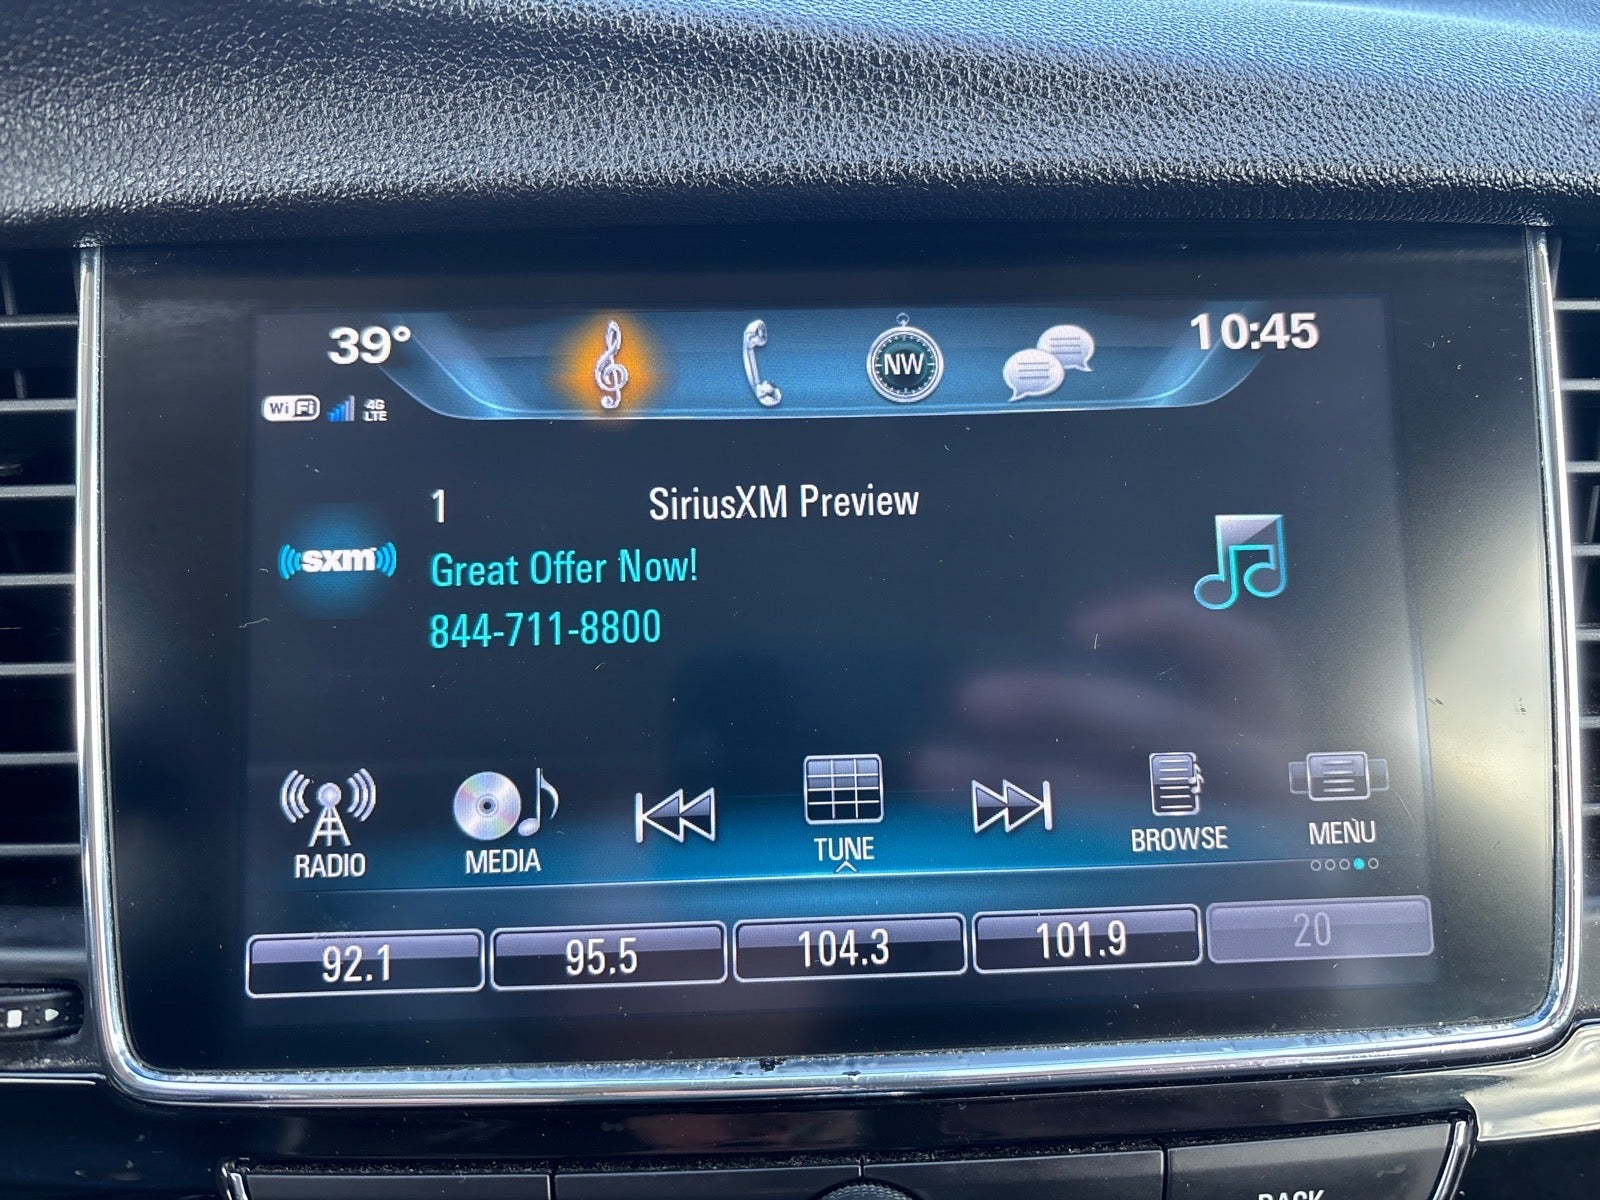 39° NW 10:45
WiFi 4G LTE
1 SiriusXM Preview
((sxm)) Great Offer Now!
844-711-8800
RADIO MEDIA TUNE BROWSE MENU
92.1 95.5 104.3 101.9 20
BACK